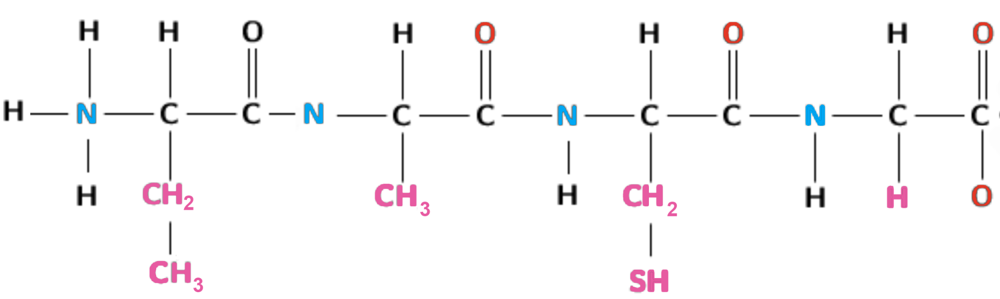 H H O H O H O H O
H N C C N C C N C C N C C
H CH2 CH3 H CH2 H H O
CH3 SH